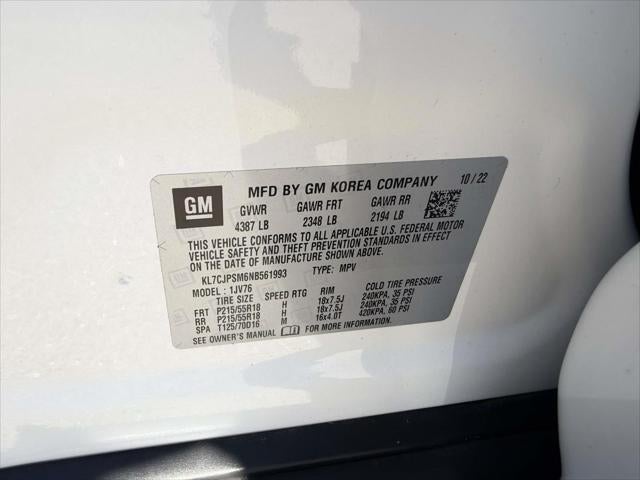 GM
MFD BY GM KOREA COMPANY 10/22
GVWR GAWR FRT GAWR RR
4387 LB 2348 LB 2194 LB
THIS VEHICLE CONFORMS TO ALL APPLICABLE U.S. FEDERAL MOTOR
VEHICLE SAFETY AND THEFT PREVENTION STANDARDS IN EFFECT
ON THE DATE OF MANUFACTURE SHOWN ABOVE.
KL7CJPSM6NB561993 TYPE: MPV
MODEL: 1JV76
TIRE SIZE SPEED RTG RIM COLD TIRE PRESSURE
FRT P215/55R18 H 18x7.5J 240KPA, 35 PSI
RR P215/55R18 H 18x7.5J 240KPA, 35 PSI
SPA T125/70D16 M 16x4.0T 420KPA, 60 PSI
SEE OWNER'S MANUAL FOR MORE INFORMATION.